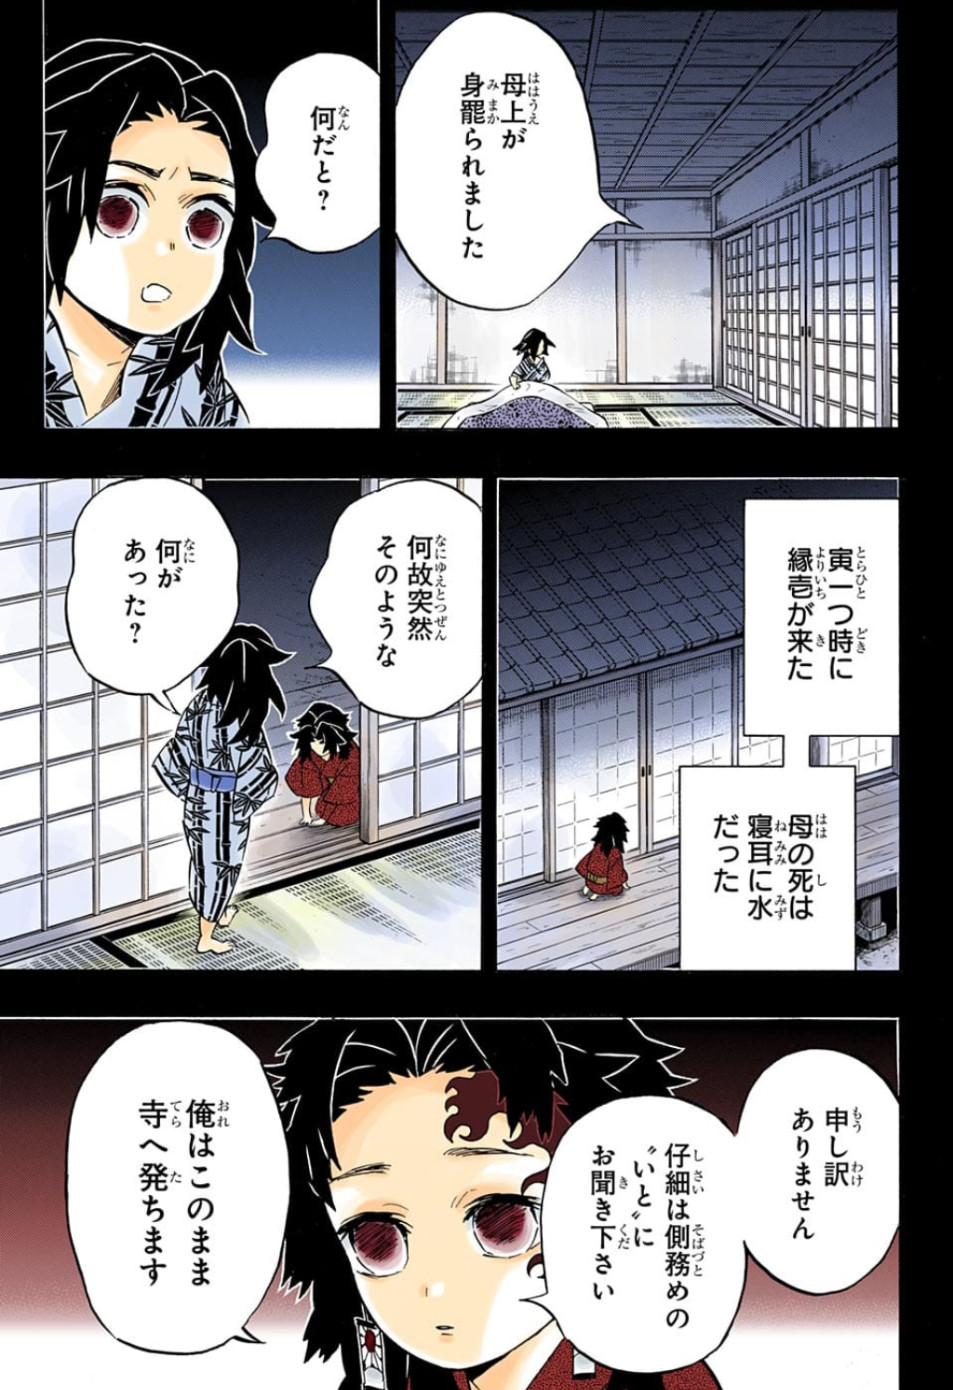 母上が
身罷られました
何だと？
寅一つ時に
縁壱が来た
母の死は
寝耳に水
だった
何故突然
そのような
何が
あった？
申し訳
ありません
仔細は側務めの
〝いと〟に
お聞き下さい
俺はこのまま
寺へ発ちます